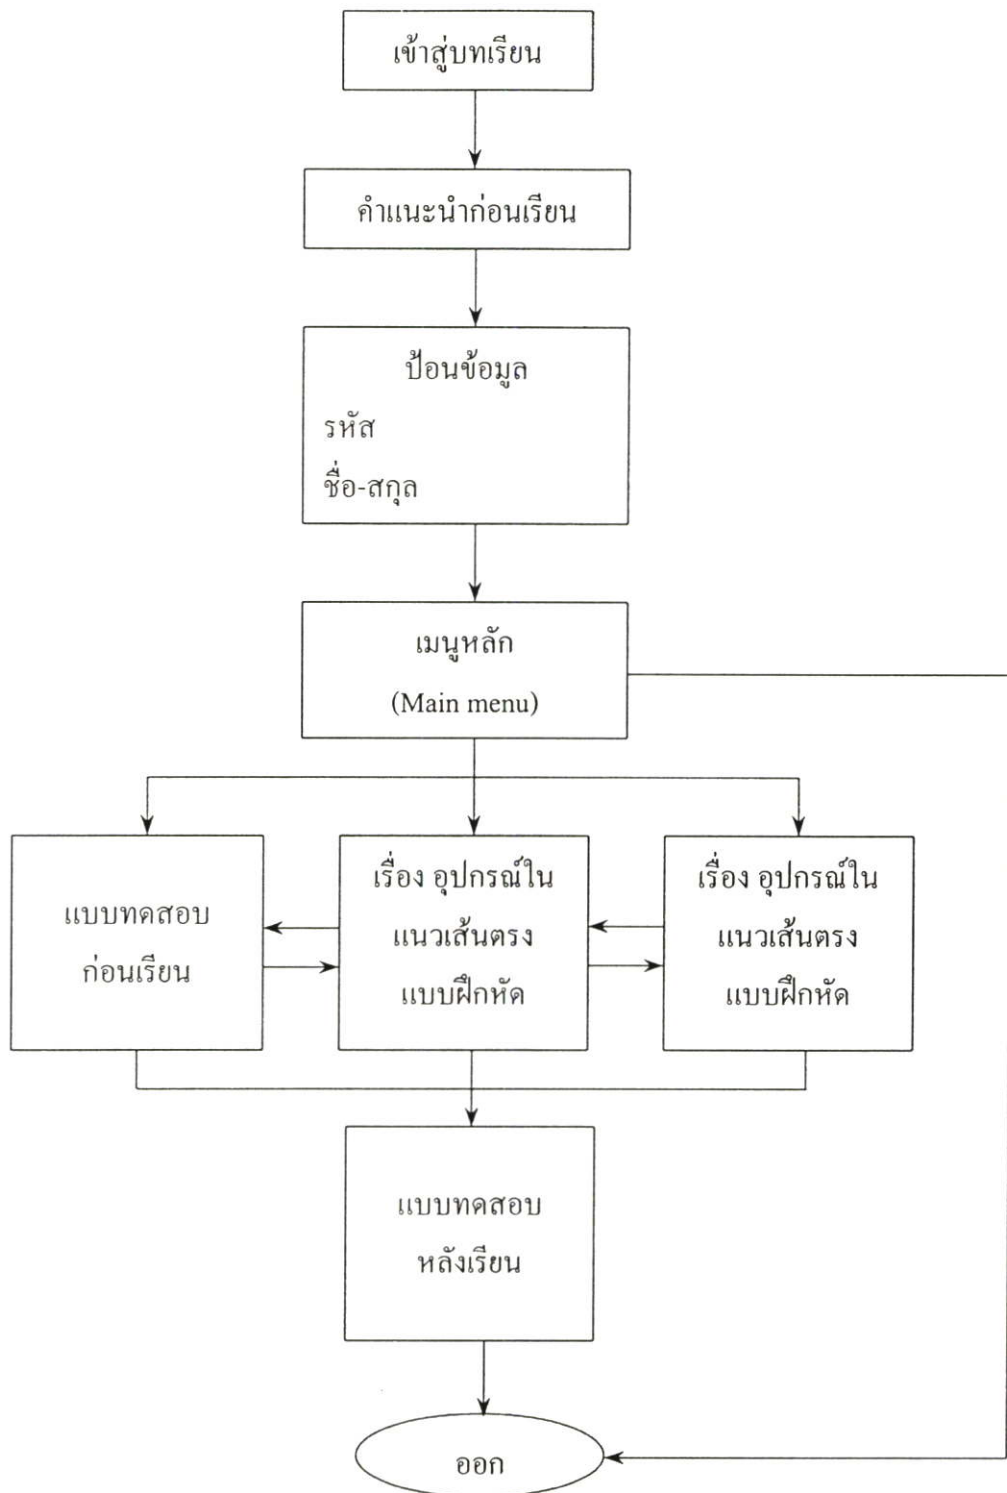 เข้าสู่บทเรียน
คำแนะนำก่อนเรียน
ป้อนข้อมูล
รหัส
ชื่อ-สกุล
เมนูหลัก
(Main menu)
แบบทดสอบ
ก่อนเรียน
เรื่อง อุปกรณ์ใน
แนวเส้นตรง
แบบฝึกหัด
เรื่อง อุปกรณ์ใน
แนวเส้นตรง
แบบฝึกหัด
แบบทดสอบ
หลังเรียน
ออก